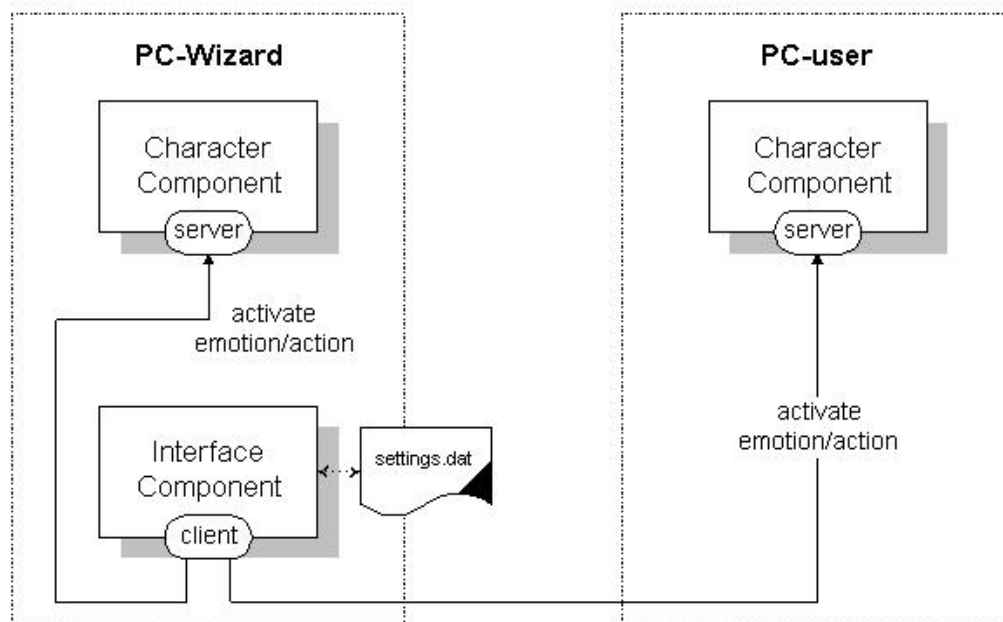 PC-Wizard
PC-user
Character
Component
server
Character
Component
server
activate
emotion/action
activate
emotion/action
Interface
Component
client
settings.dat